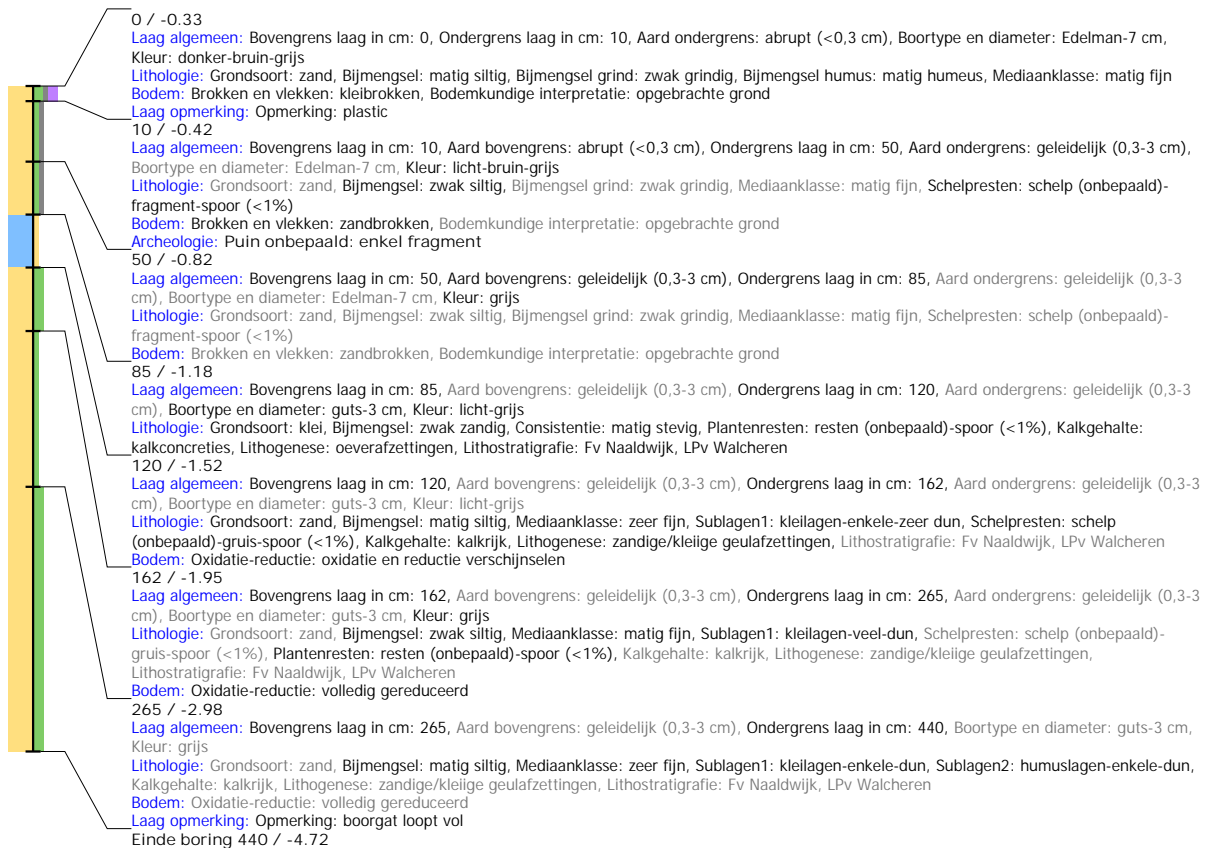 0 / -0.33
Laag algemeen: Bovengrens laag in cm: 0, Ondergrens laag in cm: 10, Aard ondergrens: abrupt (<0,3 cm), Boortype en diameter: Edelman-7 cm,
Kleur: donker-bruin-grijs
Lithologie: Grondsoort: zand, Bijmengsel: matig siltig, Bijmengsel grind: zwak grindig, Bijmengsel humus: matig humeus, Mediaanklasse: matig fijn
Bodem: Brokken en vlekken: kleibrokken, Bodemkundige interpretatie: opgebrachte grond
Laag opmerking: Opmerking: plastic
10 / -0.42
Laag algemeen: Bovengrens laag in cm: 10, Aard bovengrens: abrupt (<0,3 cm), Ondergrens laag in cm: 50, Aard ondergrens: geleidelijk (0,3-3 cm),
Boortype en diameter: Edelman-7 cm, Kleur: licht-bruin-grijs
Lithologie: Grondsoort: zand, Bijmengsel: zwak siltig, Bijmengsel grind: zwak grindig, Mediaanklasse: matig fijn, Schelpresten: schelp (onbepaald)-
fragment-spoor (<1%)
Bodem: Brokken en vlekken: zandbrokken, Bodemkundige interpretatie: opgebrachte grond
Archeologie: Puin onbepaald: enkel fragment
50 / -0.82
Laag algemeen: Bovengrens laag in cm: 50, Aard bovengrens: geleidelijk (0,3-3 cm), Ondergrens laag in cm: 85, Aard ondergrens: geleidelijk (0,3-3
cm), Boortype en diameter: Edelman-7 cm, Kleur: grijs
Lithologie: Grondsoort: zand, Bijmengsel: zwak siltig, Bijmengsel grind: zwak grindig, Mediaanklasse: matig fijn, Schelpresten: schelp (onbepaald)-
fragment-spoor (<1%)
Bodem: Brokken en vlekken: zandbrokken, Bodemkundige interpretatie: opgebrachte grond
85 / -1.18
Laag algemeen: Bovengrens laag in cm: 85, Aard bovengrens: geleidelijk (0,3-3 cm), Ondergrens laag in cm: 120, Aard ondergrens: geleidelijk (0,3-3
cm), Boortype en diameter: guts-3 cm, Kleur: licht-grijs
Lithologie: Grondsoort: klei, Bijmengsel: zwak zandig, Consistentie: matig stevig, Plantenresten: resten (onbepaald)-spoor (<1%), Kalkgehalte:
kalkconcreties, Lithogenese: oeverafzettingen, Lithostratigrafie: Fv Naaldwijk, LPv Walcheren
120 / -1.52
Laag algemeen: Bovengrens laag in cm: 120, Aard bovengrens: geleidelijk (0,3-3 cm), Ondergrens laag in cm: 162, Aard ondergrens: geleidelijk (0,3-3
cm), Boortype en diameter: guts-3 cm, Kleur: licht-grijs
Lithologie: Grondsoort: zand, Bijmengsel: matig siltig, Mediaanklasse: zeer fijn, Sublagen1: kleilagen-enkele-zeer dun, Schelpresten: schelp
(onbepaald)-gruis-spoor (<1%), Kalkgehalte: kalkrijk, Lithogenese: zandige/kleiige geulafzettingen, Lithostratigrafie: Fv Naaldwijk, LPv Walcheren
Bodem: Oxidatie-reductie: oxidatie en reductie verschijnselen
162 / -1.95
Laag algemeen: Bovengrens laag in cm: 162, Aard bovengrens: geleidelijk (0,3-3 cm), Ondergrens laag in cm: 265, Aard ondergrens: geleidelijk (0,3-3
cm), Boortype en diameter: guts-3 cm, Kleur: grijs
Lithologie: Grondsoort: zand, Bijmengsel: zwak siltig, Mediaanklasse: matig fijn, Sublagen1: kleilagen-veel-dun, Schelpresten: schelp (onbepaald)-
gruis-spoor (<1%), Plantenresten: resten (onbepaald)-spoor (<1%), Kalkgehalte: kalkrijk, Lithogenese: zandige/kleiige geulafzettingen,
Lithostratigrafie: Fv Naaldwijk, LPv Walcheren
Bodem: Oxidatie-reductie: volledig gereduceerd
265 / -2.98
Laag algemeen: Bovengrens laag in cm: 265, Aard bovengrens: geleidelijk (0,3-3 cm), Ondergrens laag in cm: 440, Boortype en diameter: guts-3 cm,
Kleur: grijs
Lithologie: Grondsoort: zand, Bijmengsel: matig siltig, Mediaanklasse: zeer fijn, Sublagen1: kleilagen-enkele-dun, Sublagen2: humuslagen-enkele-dun,
Kalkgehalte: kalkrijk, Lithogenese: zandige/kleiige geulafzettingen, Lithostratigrafie: Fv Naaldwijk, LPv Walcheren
Bodem: Oxidatie-reductie: volledig gereduceerd
Laag opmerking: Opmerking: boorgat loopt vol
Einde boring 440 / -4.72